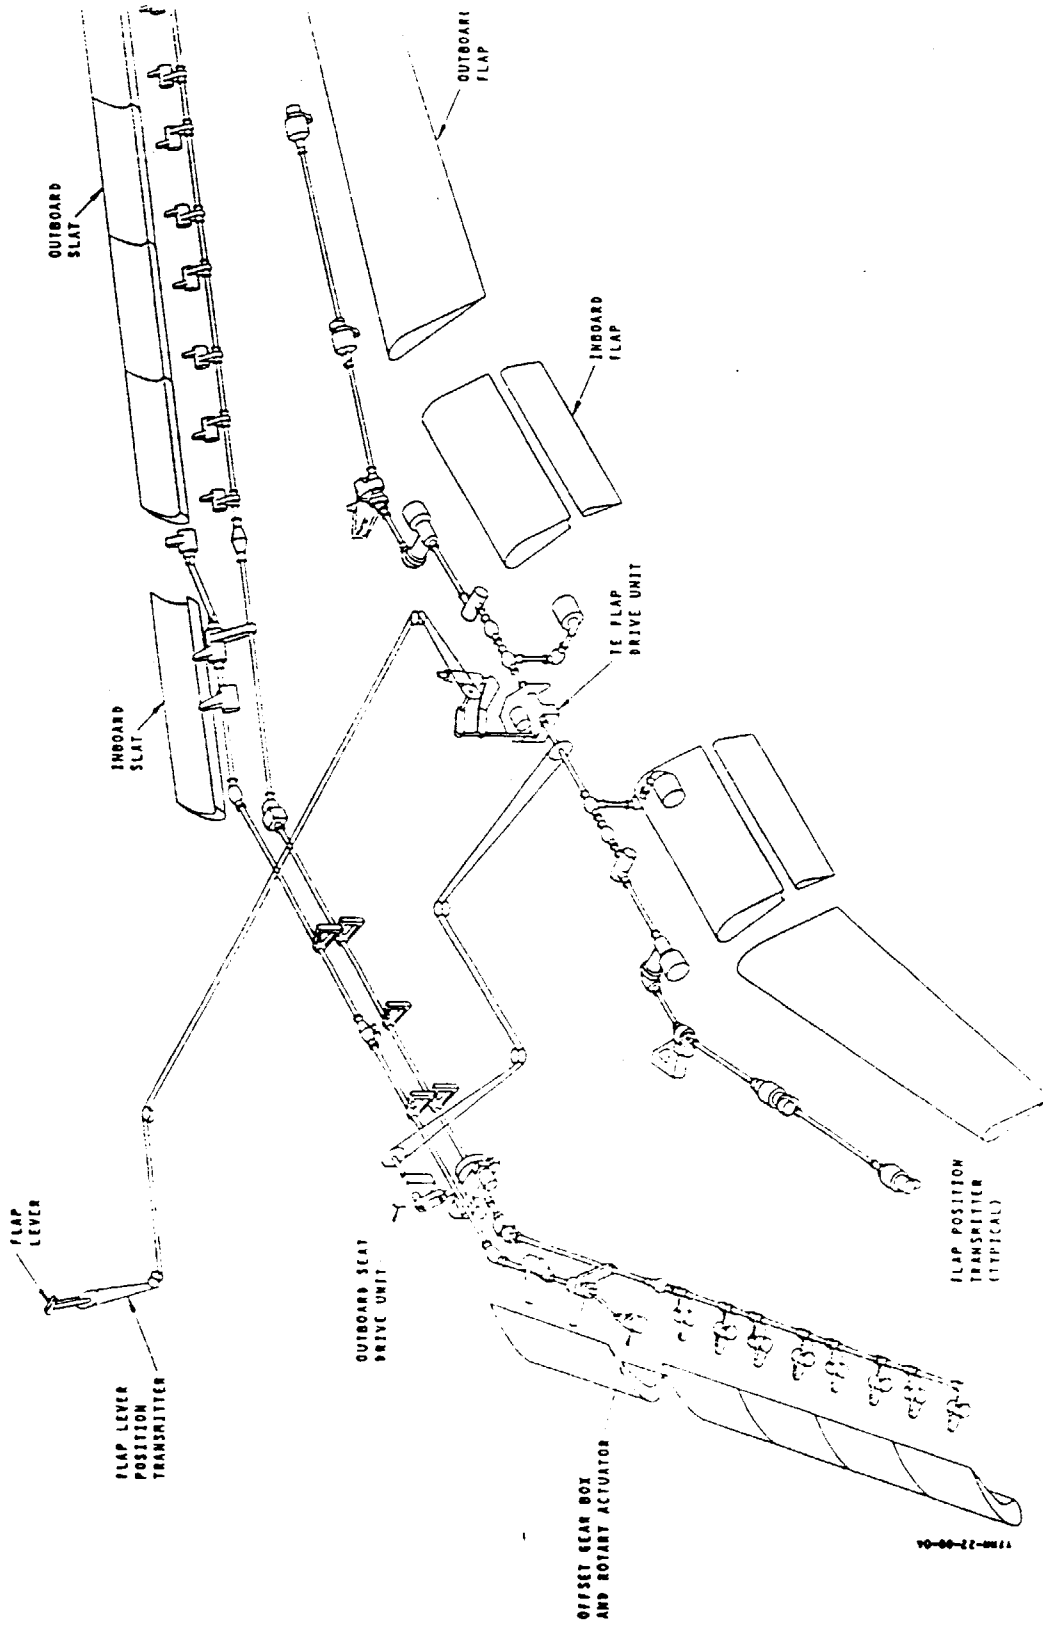 FLAP
LEVER
FLAP LEVER
POSITION
TRANSMITTER
INBOARD
SLAT
OUTBOARD
SLAT
OUTBOARD SEAT
DRIVE UNIT
OFFSET GEAR BOX
AND ROTARY ACTUATOR
TE FLAP
DRIVE UNIT
INBOARD
FLAP
OUTBOARD
FLAP
FLAP POSITION
TRANSMITTER
(TYPICAL)